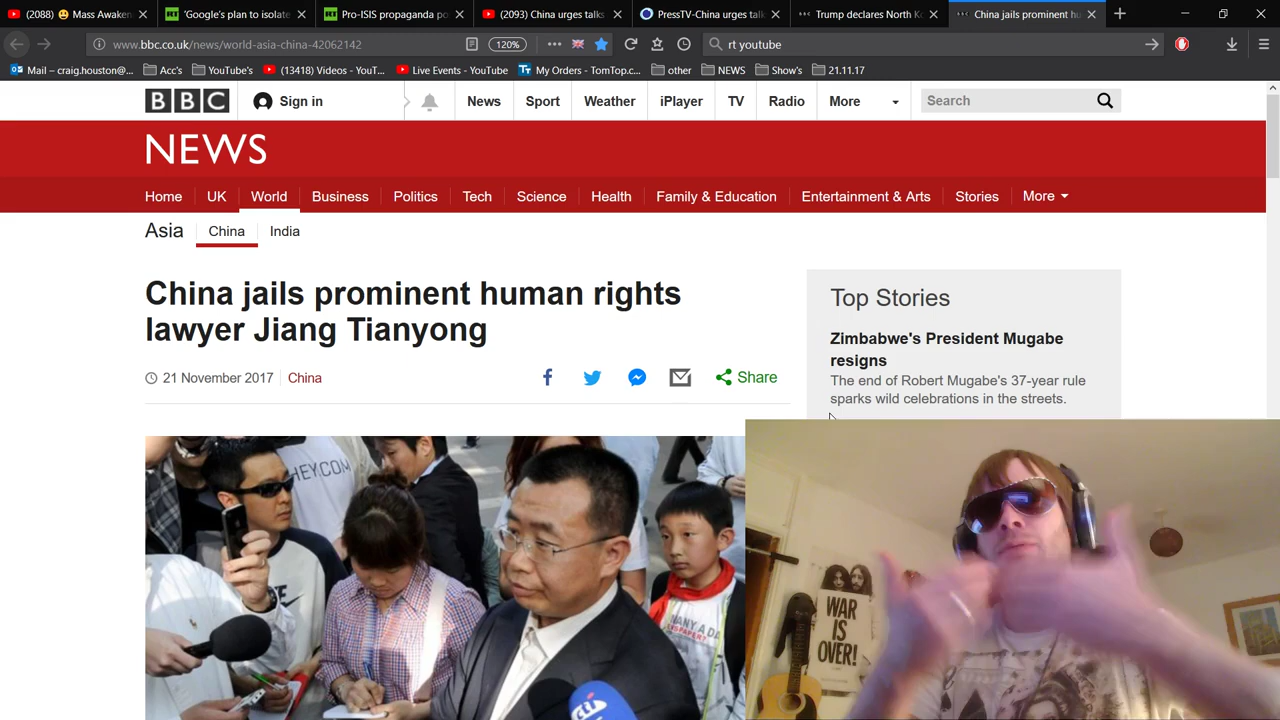 (2088) 😃 Mass Awaken
'Google's plan to isolate
Pro-ISIS propaganda po
(2093) China urges talks
PressTV-China urges talk
Trump declares North Ko
China jails prominent hu
www.bbc.co.uk/news/world-asia-china-42062142
120%
rt youtube
Mail – craig.houston@...
Acc's
YouTube's
(13418) Videos - YouT...
Live Events - YouTube
My Orders - TomTop.c...
other
NEWS
Show's
21.11.17
BBC
Sign in
News
Sport
Weather
iPlayer
TV
Radio
More
Search
NEWS
Home
UK
World
Business
Politics
Tech
Science
Health
Family & Education
Entertainment & Arts
Stories
More
Asia
China
India
China jails prominent human rights
lawyer Jiang Tianyong
21 November 2017
China
Share
Top Stories
Zimbabwe's President Mugabe
resigns
The end of Robert Mugabe's 37-year rule
sparks wild celebrations in the streets.
HEY.COM
WAR
IS
OVER!